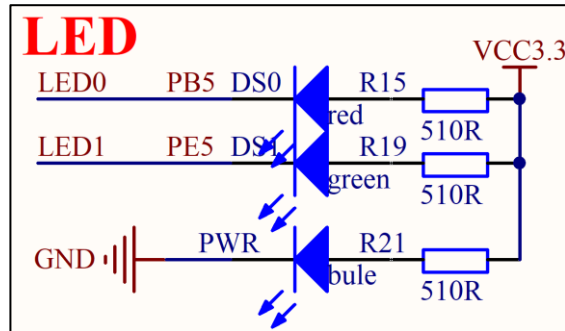 LED
VCC3.3
LED0 PB5 DS0 R15
red 510R
LED1 PE5 DS1 R19
green 510R
GND PWR R21
bule 510R